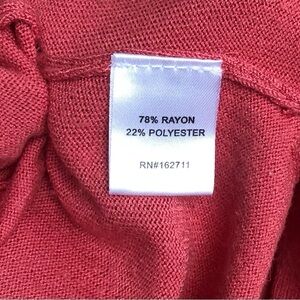 78% RAYON
22% POLYESTER
RN#162711